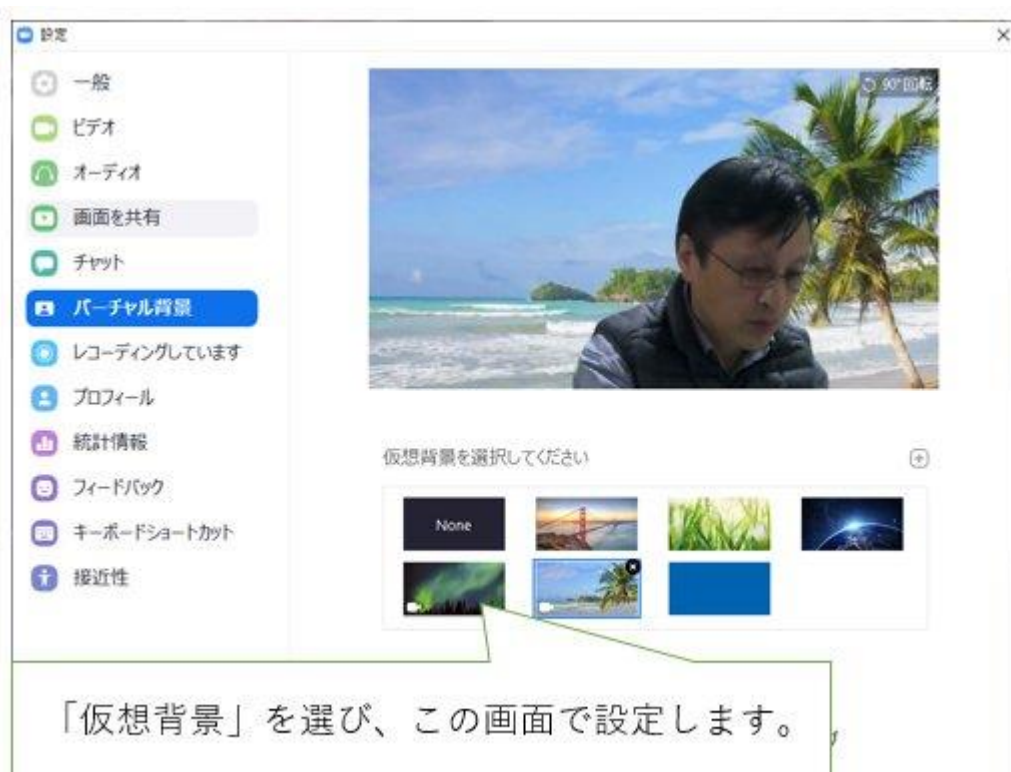 設定
一般
ビデオ
オーディオ
画面を共有
チャット
バーチャル背景
レコーディングしています
プロフィール
統計情報
フィードバック
キーボードショートカット
接近性
90°回転
仮想背景を選択してください
None
「仮想背景」を選び、この画面で設定します。